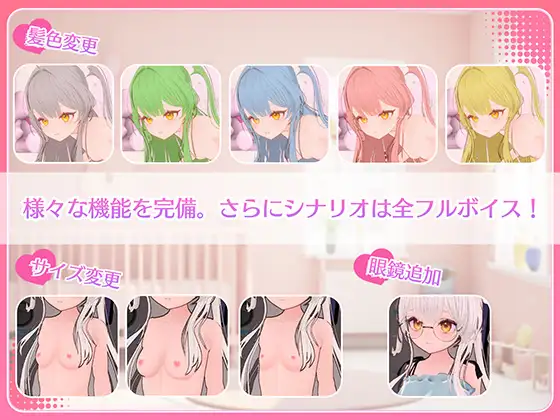 髪色変更
様々な機能を完備。さらにシナリオは全フルボイス！
サイズ変更
眼鏡追加